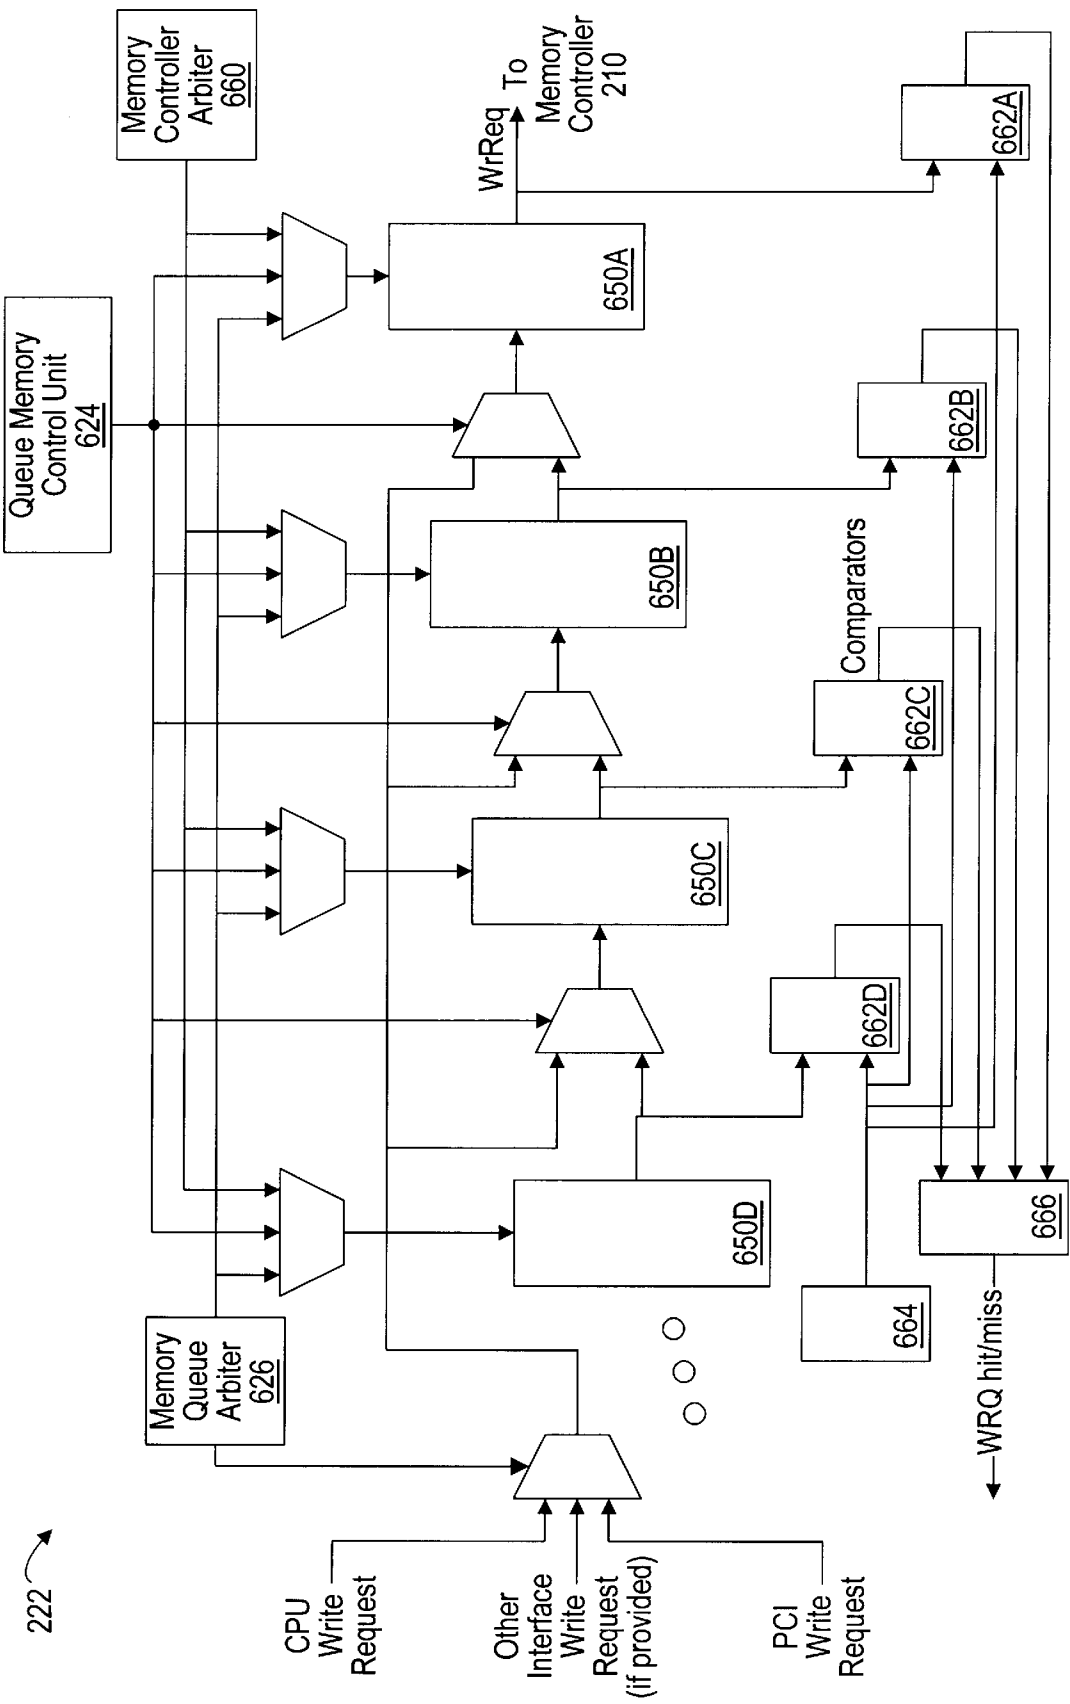 222
CPU
Write
Request
Other
Interface
Write
Request
(if provided)
PCI
Write
Request
Memory
Queue
Arbiter
626
Queue Memory
Control Unit
624
Memory
Controller
Arbiter
660
650D
650C
650B
650A
WrReq
To
Memory
Controller
210
664
662D
662C
Comparators
662B
662A
666
WRQ hit/miss